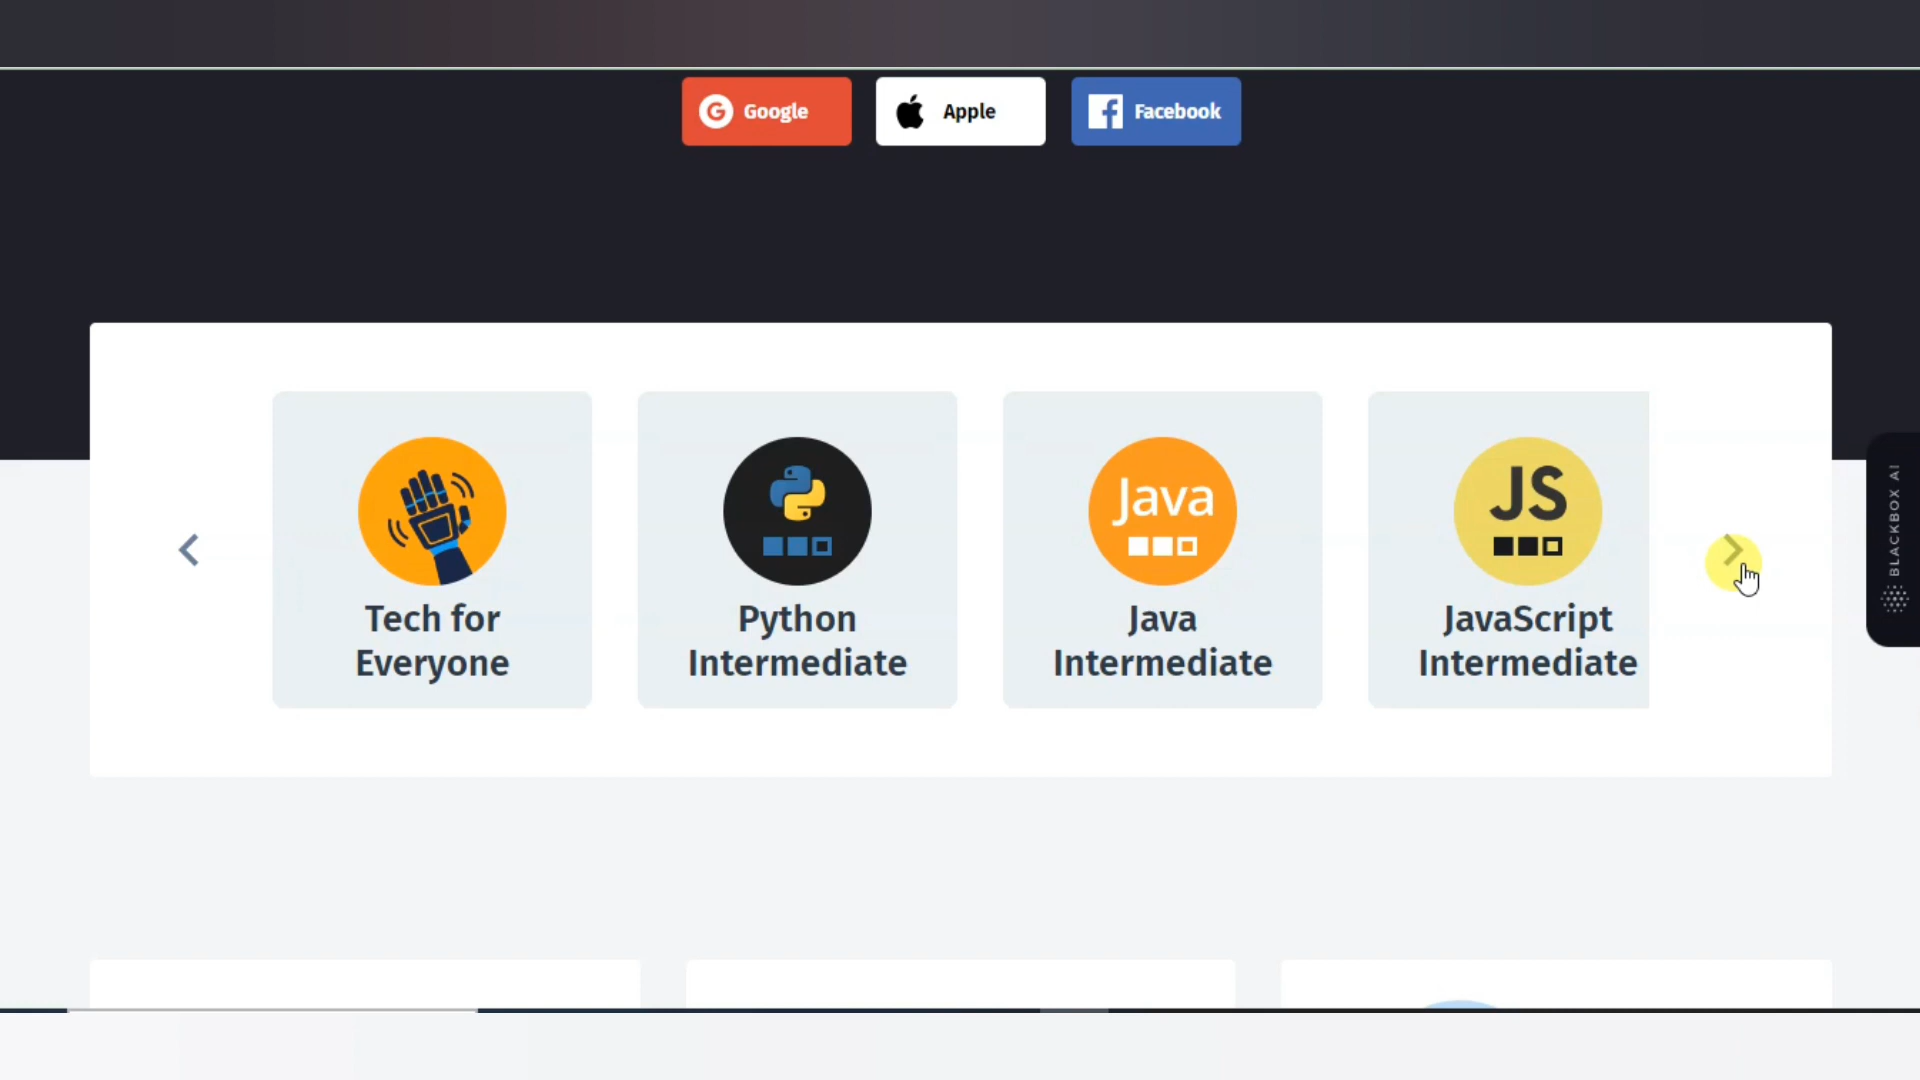 Google
Apple
Facebook
Java
JS
Tech for
Everyone
Python
Intermediate
Java
Intermediate
JavaScript
Intermediate
BLACKBOX AI